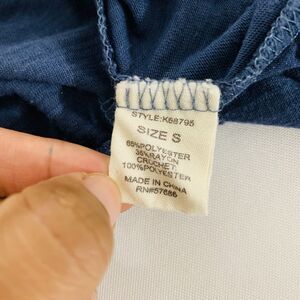 STYLE:K68795
SIZE S
65%POLYESTER
35%RAYON
CROCHET:
100%POLYESTER
MADE IN CHINA
RN#57686